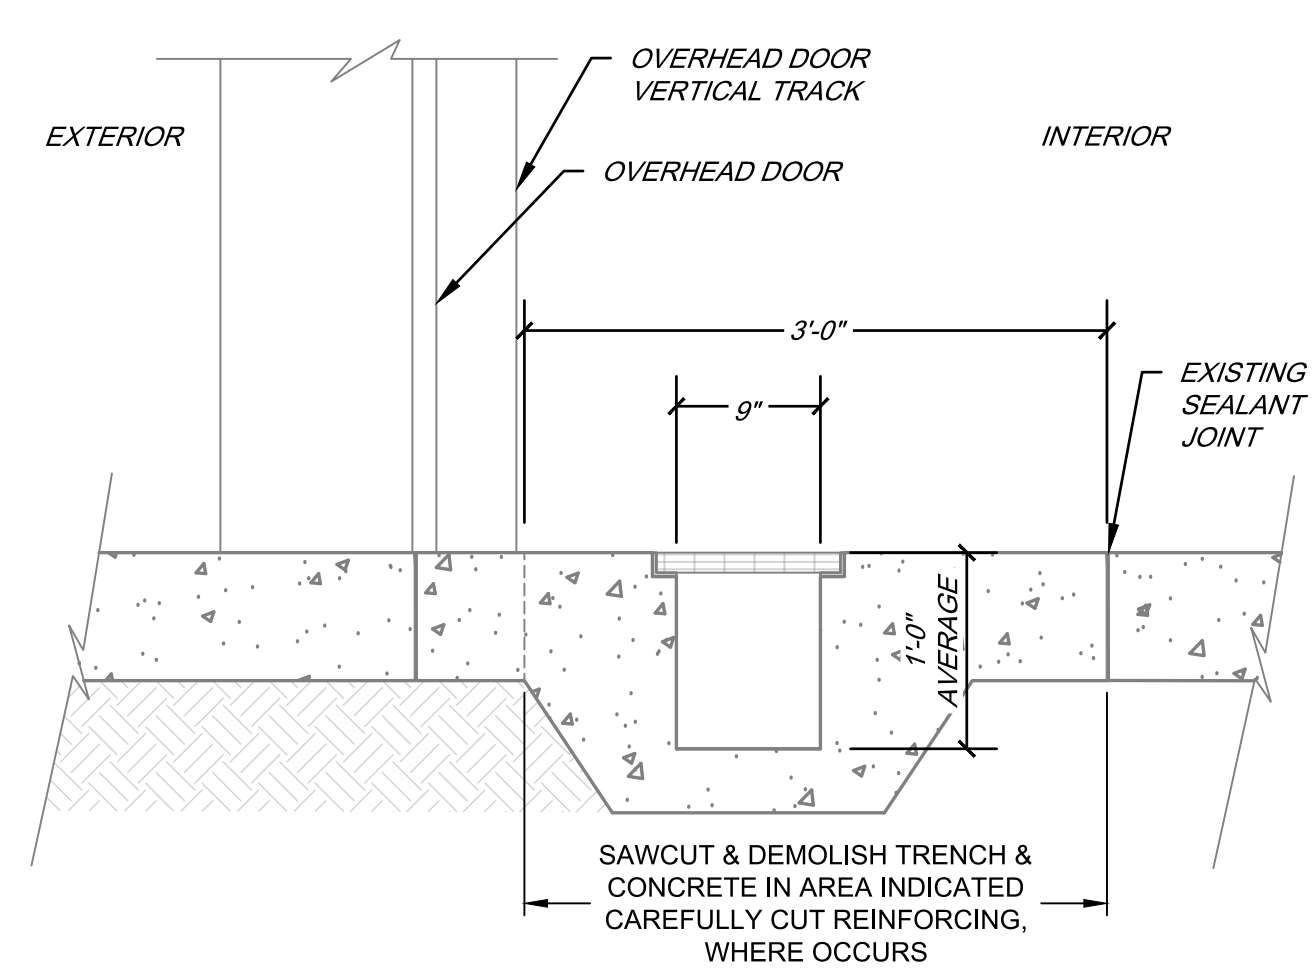 OVERHEAD DOOR
VERTICAL TRACK
EXTERIOR
INTERIOR
OVERHEAD DOOR
3'-0"
9"
EXISTING
SEALANT
JOINT
1'-0"
AVERAGE
SAWCUT & DEMOLISH TRENCH &
CONCRETE IN AREA INDICATED
CAREFULLY CUT REINFORCING,
WHERE OCCURS